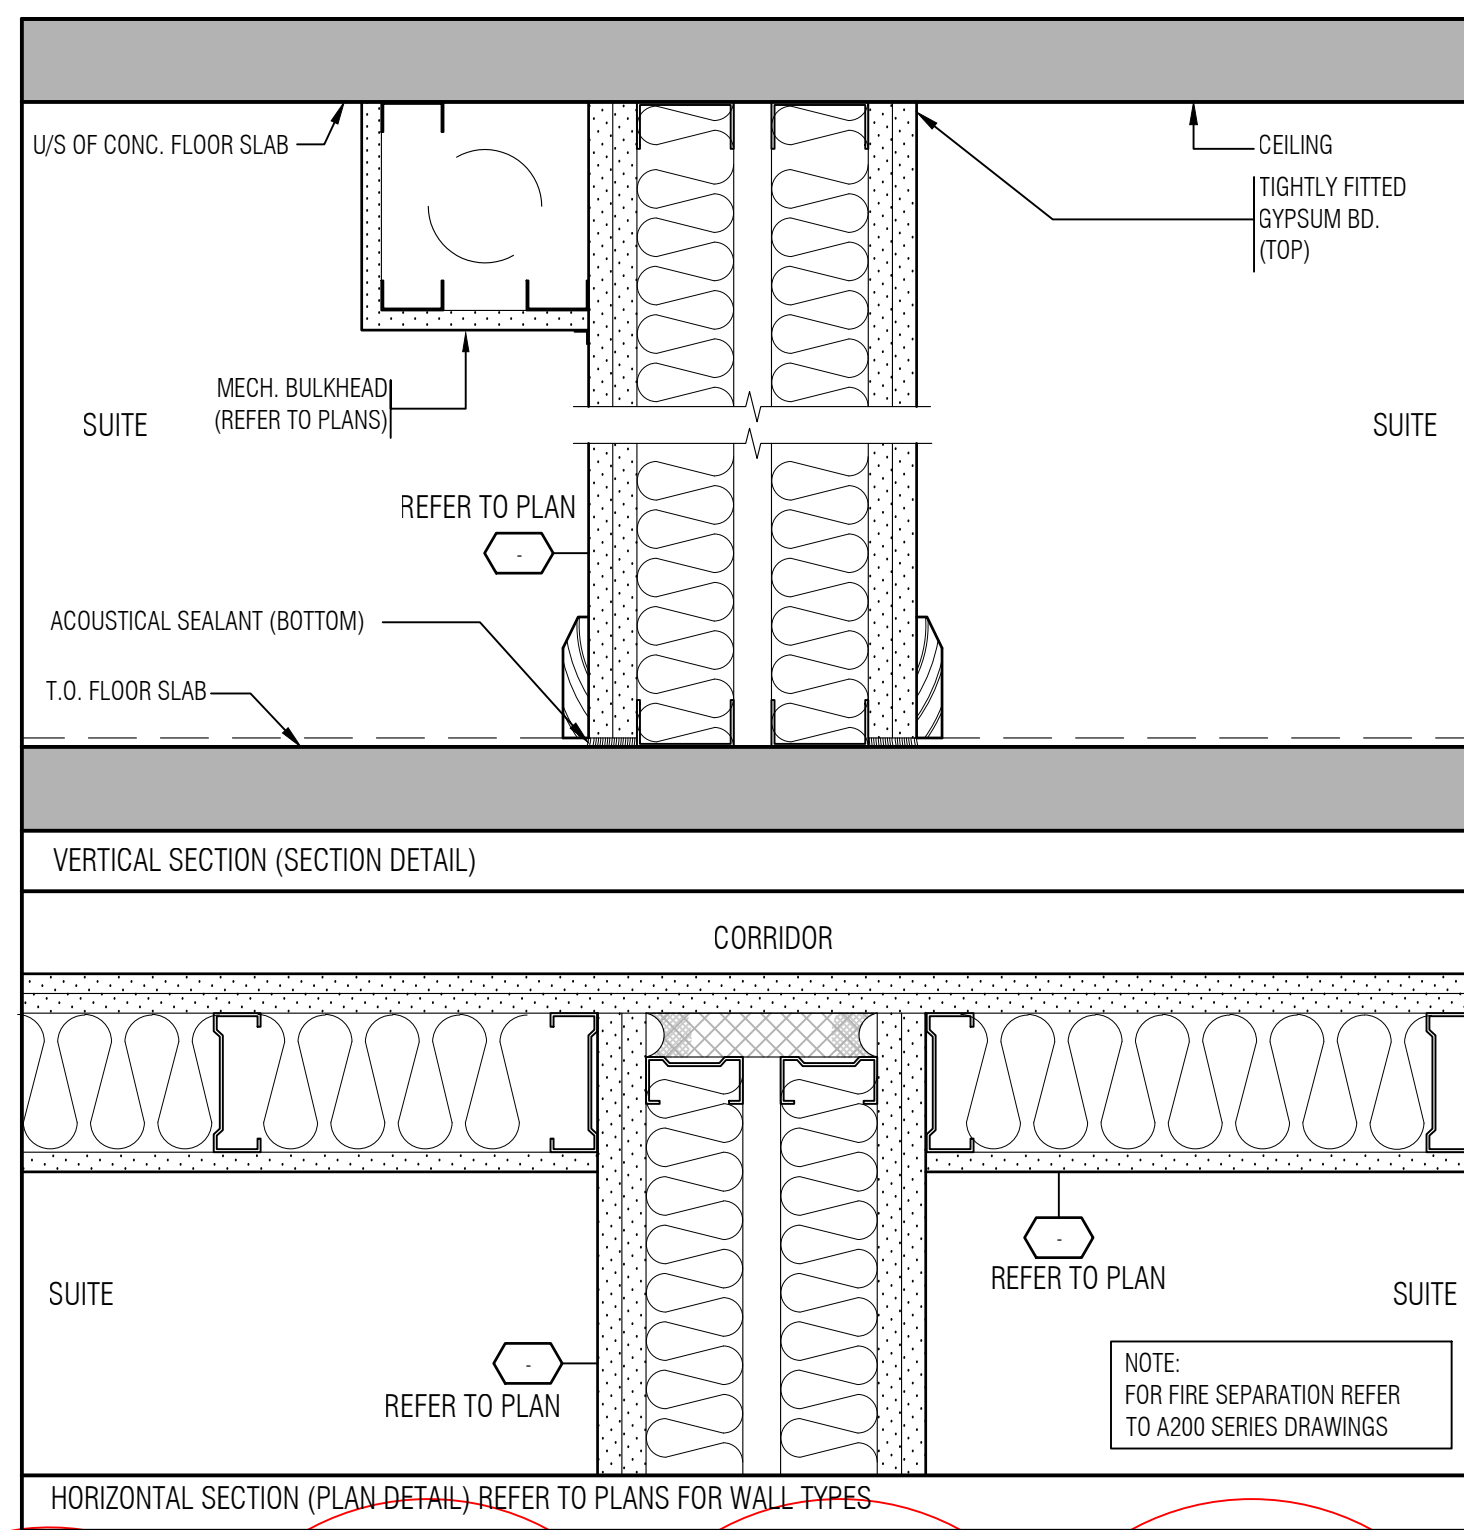 U/S OF CONC. FLOOR SLAB
CEILING
TIGHTLY FITTED
GYPSUM BD.
(TOP)
MECH. BULKHEAD
(REFER TO PLANS)
SUITE
SUITE
REFER TO PLAN
-
ACOUSTICAL SEALANT (BOTTOM)
T.O. FLOOR SLAB
VERTICAL SECTION (SECTION DETAIL)
CORRIDOR
-
REFER TO PLAN
SUITE
SUITE
-
REFER TO PLAN
NOTE:
FOR FIRE SEPARATION REFER
TO A200 SERIES DRAWINGS
HORIZONTAL SECTION (PLAN DETAIL) REFER TO PLANS FOR WALL TYPES